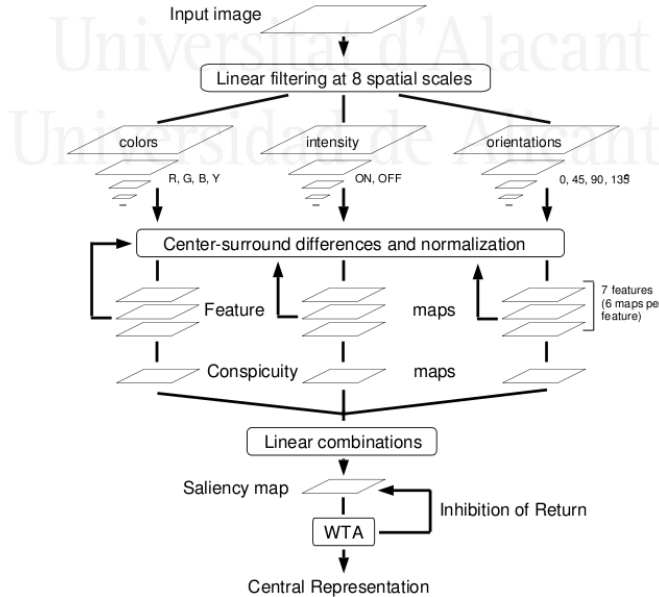 Universitat d'Alacant
Universidad de Alicante
Input image
Linear filtering at 8 spatial scales
colors
intensity
orientations
R, G, B, Y
ON, OFF
0, 45, 90, 135
Center-surround differences and normalization
Feature
maps
7 features
(6 maps pe
feature)
Conspicuity
maps
Linear combinations
Saliency map
Inhibition of Return
WTA
Central Representation